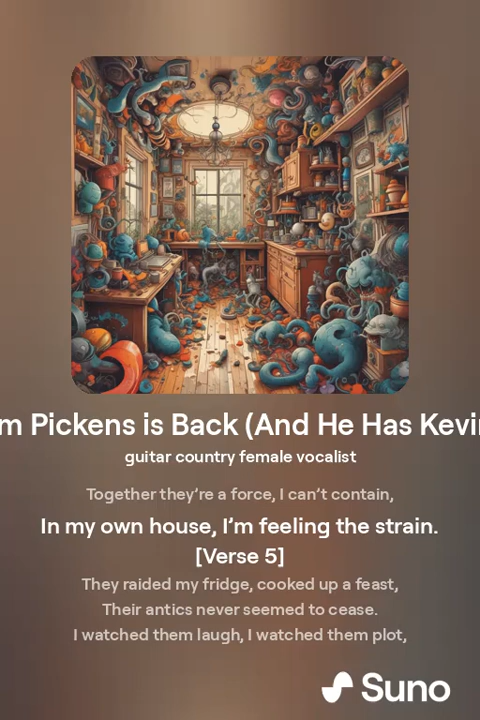 m Pickens is Back (And He Has Kevi
guitar country female vocalist
Together they're a force, I can't contain,
In my own house, I'm feeling the strain.
[Verse 5]
They raided my fridge, cooked up a feast,
Their antics never seemed to cease.
I watched them laugh, I watched them plot,
Suno